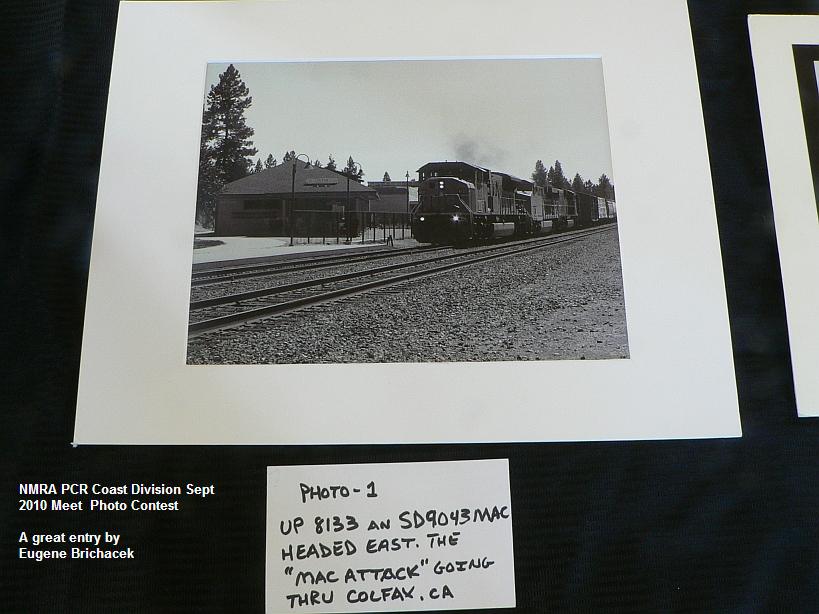 NMRA PCR Coast Division Sept
2010 Meet Photo Contest
A great entry by
Eugene Brichacek
PHOTO-1
UP 8133 AN SD9043MAC
HEADED EAST. THE
"MAC ATTACK" GOING
THRU COLFAX, CA